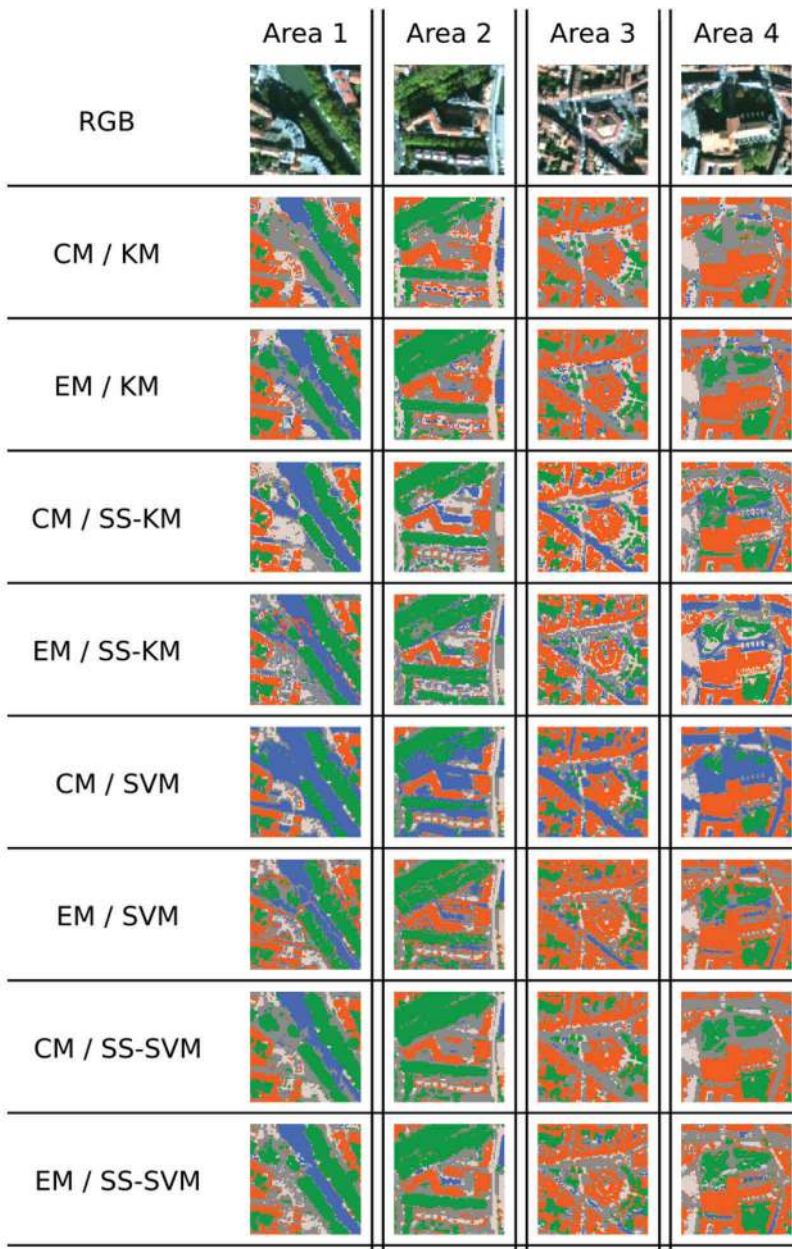 Area 1 Area 2 Area 3 Area 4
RGB
CM / KM
EM / KM
CM / SS-KM
EM / SS-KM
CM / SVM
EM / SVM
CM / SS-SVM
EM / SS-SVM